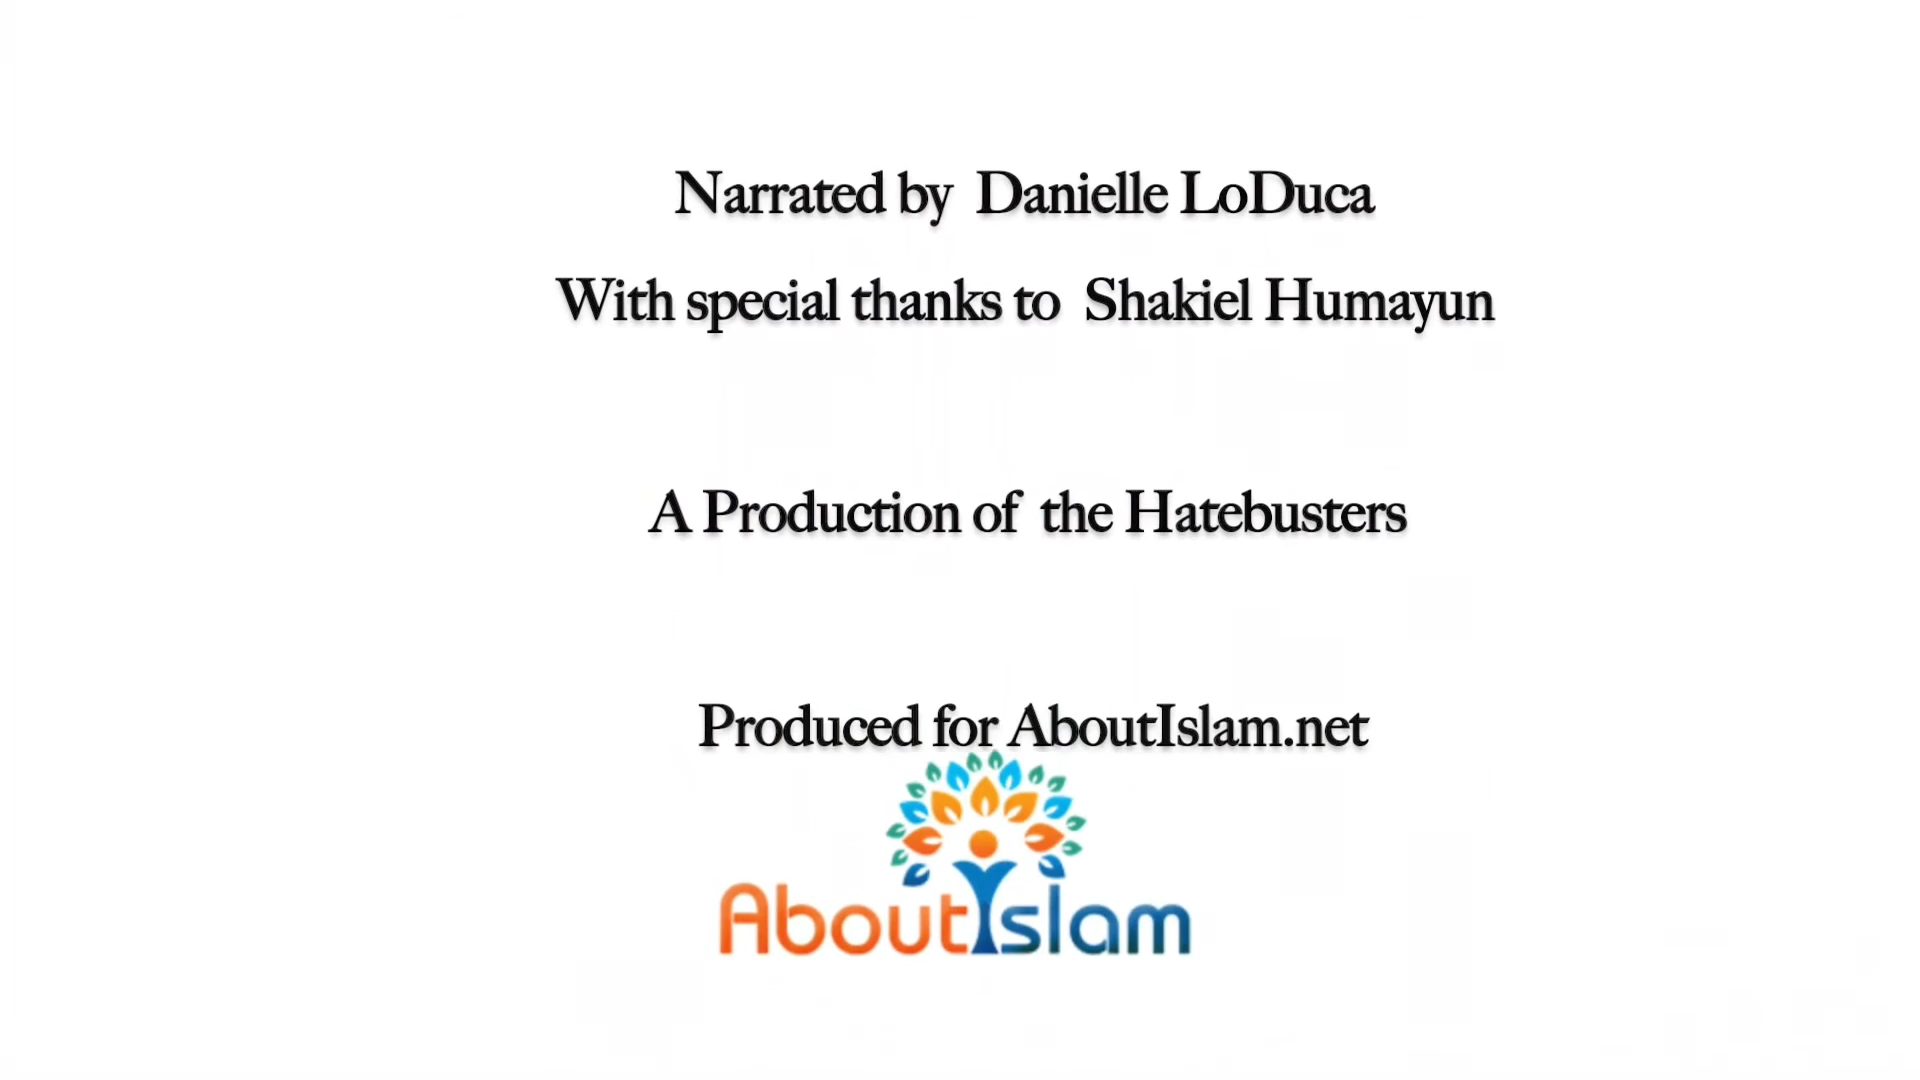 Narrated by Danielle LoDuca
With special thanks to Shakiel Humayun
A Production of the Hatebusters
Produced for AboutIslam.net
AboutIslam